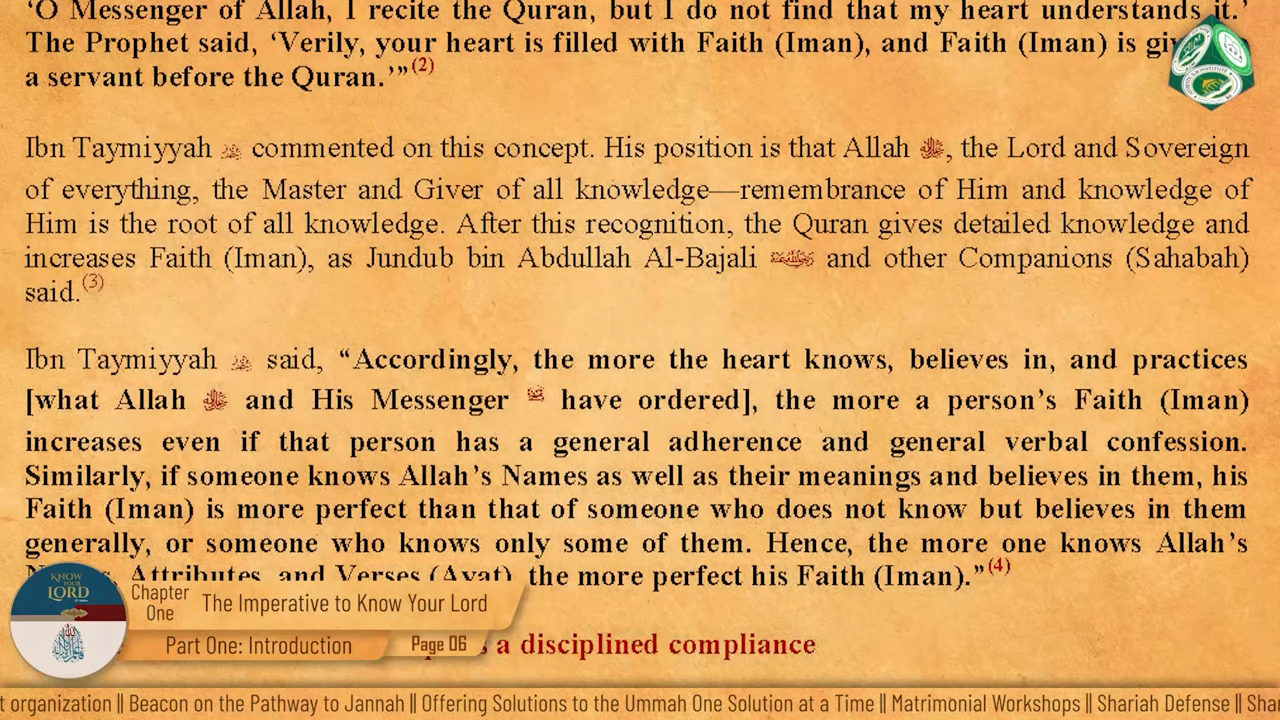 ‘O Messenger of Allah, I recite the Quran, but I do not find that my heart understands it.’
The Prophet said, ‘Verily, your heart is filled with Faith (Iman), and Faith (Iman) is
a servant before the Quran.’”(2)
Ibn Taymiyyah commented on this concept. His position is that Allah ﷻ, the Lord and Sovereign
of everything, the Master and Giver of all knowledge—remembrance of Him and knowledge of
Him is the root of all knowledge. After this recognition, the Quran gives detailed knowledge and
increases Faith (Iman), as Jundub bin Abdullah Al-Bajali and other Companions (Sahabah)
said.(3)
Ibn Taymiyyah said, “Accordingly, the more the heart knows, believes in, and practices
[what Allah ﷻ and His Messenger ﷺ have ordered], the more a person’s Faith (Iman)
increases even if that person has a general adherence and general verbal confession.
Similarly, if someone knows Allah’s Names as well as their meanings and believes in them, his
Faith (Iman) is more perfect than that of someone who does not know but believes in them
generally, or someone who knows only some of them. Hence, the more one knows Allah’s
Attributes, and Verses (Ayat), the more perfect his Faith (Iman).”(4)
KNOW
YOUR
LORD
Chapter
One
The Imperative to Know Your Lord
Part One: Introduction
Page 06
a disciplined compliance
organization || Beacon on the Pathway to Jannah || Offering Solutions to the Ummah One Solution at a Time || Matrimonial Workshops || Shariah Defense ||